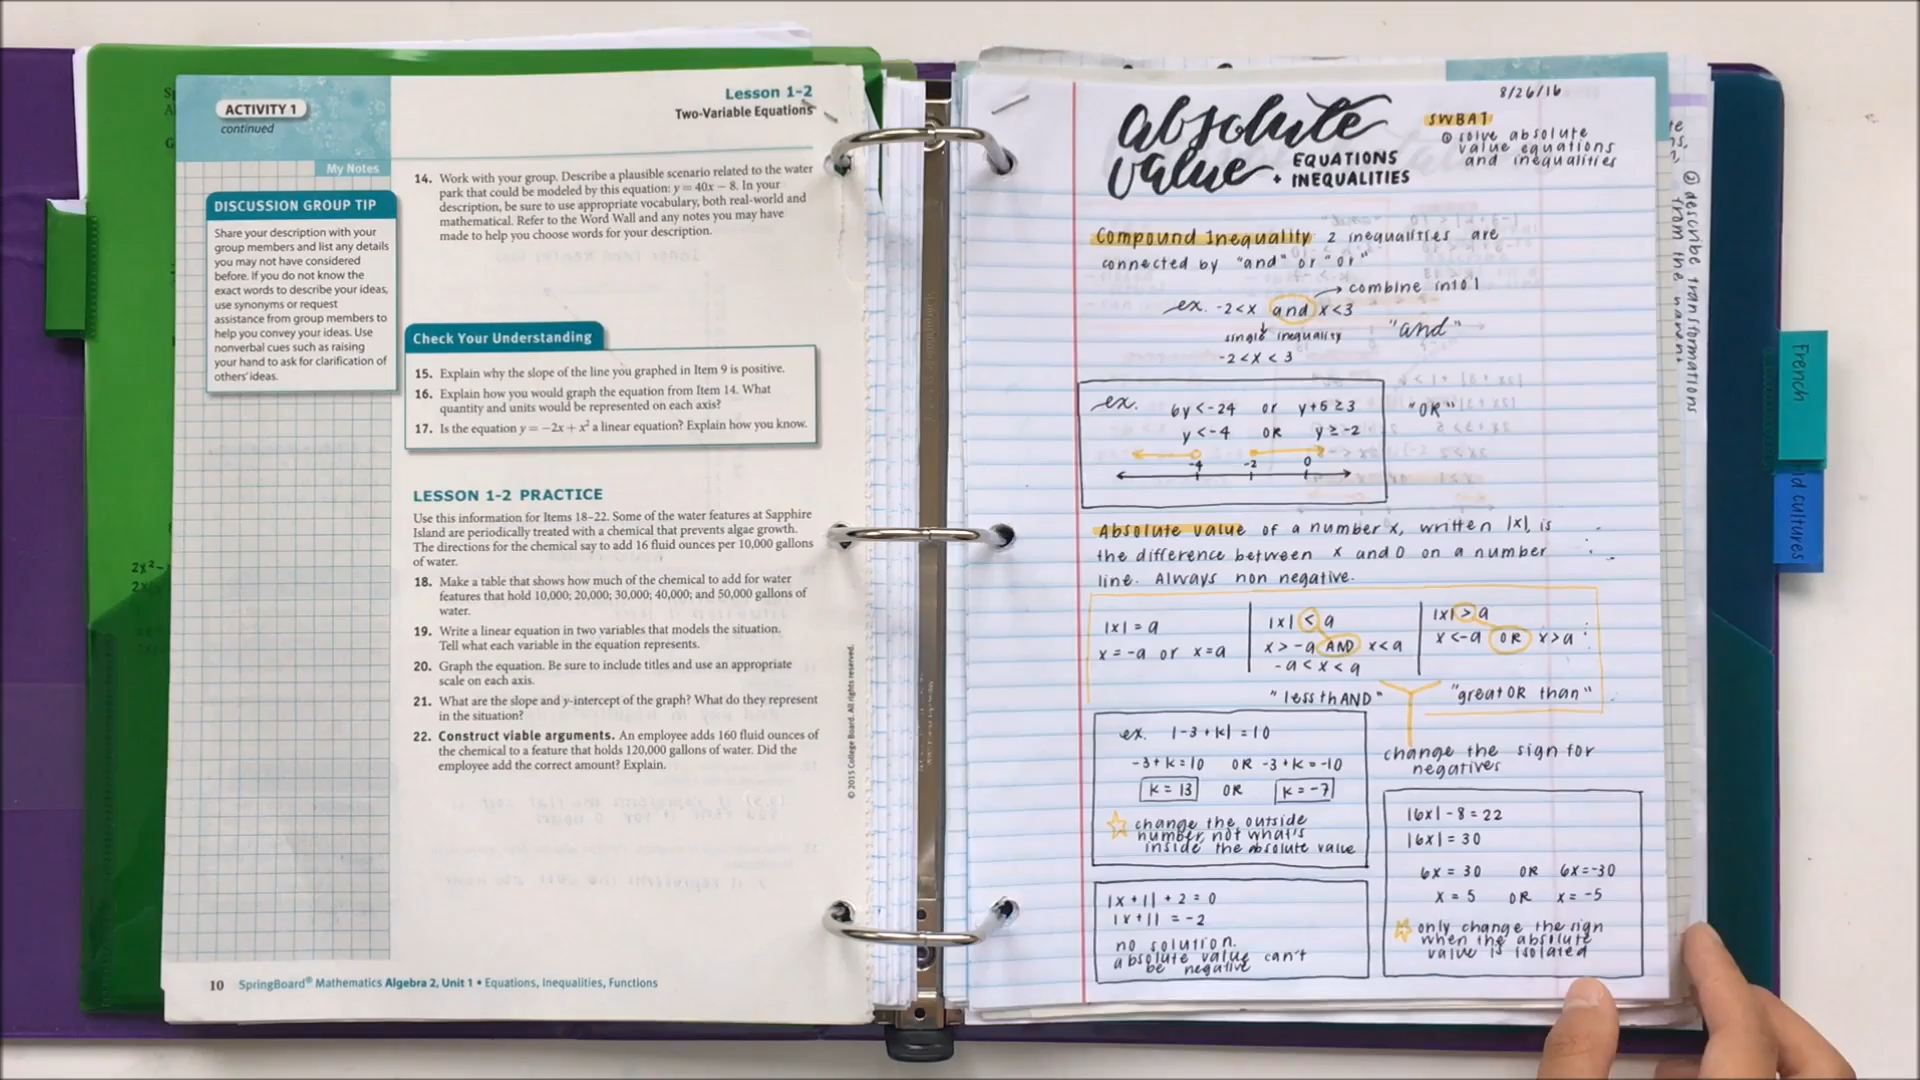 ACTIVITY 1
continued
Lesson 1-2
Two-Variable Equations
My Notes
DISCUSSION GROUP TIP
Share your description with your
group members and list any details
you may not have considered
before. If you do not know the
exact words to describe your ideas,
use synonyms or request
assistance from group members to
help you convey your ideas. Use
nonverbal cues such as raising
your hand to ask for clarification of
others' ideas.
14. Work with your group. Describe a plausible scenario related to the water
park that could be modeled by this equation: y = 40x − 8. In your
description, be sure to use appropriate vocabulary, both real-world and
mathematical. Refer to the Word Wall and any notes you may have
made to help you choose words for your description.
Check Your Understanding
15. Explain why the slope of the line you graphed in Item 9 is positive.
16. Explain how you would graph the equation from Item 14. What
quantity and units would be represented on each axis?
17. Is the equation y = −2x + x² a linear equation? Explain how you know.
LESSON 1-2 PRACTICE
Use this information for Items 18–22. Some of the water features at Sapphire
Island are periodically treated with a chemical that prevents algae growth.
The directions for the chemical say to add 16 fluid ounces per 10,000 gallons
of water.
18. Make a table that shows how much of the chemical to add for water
features that hold 10,000; 20,000; 30,000; 40,000; and 50,000 gallons of
water.
19. Write a linear equation in two variables that models the situation.
Tell what each variable in the equation represents.
20. Graph the equation. Be sure to include titles and use an appropriate
scale on each axis.
21. What are the slope and y-intercept of the graph? What do they represent
in the situation?
22. Construct viable arguments. An employee adds 160 fluid ounces of
the chemical to a feature that holds 120,000 gallons of water. Did the
employee add the correct amount? Explain.
© 2015 College Board. All rights reserved.
10 SpringBoard® Mathematics Algebra 2, Unit 1 • Equations, Inequalities, Functions
8/26/16
absolute
value + EQUATIONS
INEQUALITIES
SWBAT
① solve absolute
value equations
and inequalities
② describe transformations
from the parent
Compound Inequality 2 inequalities are
connected by "and" or "or"
→ combine into 1
ex. -2<x and x<3
"and"
single inequality
-2<x<3
ex. 6y<-24 or y+5≥3
"OR"
y<-4 OR y≥-2
-4 -2 0
Absolute value of a number x, written |x|, is
the difference between x and 0 on a number
line. Always non negative.
|x| = a
x = -a or x=a
|x| < a
x > -a AND x<a
-a < x < a
|x| > a
x <-a OR x>a
"less thAND"
"greatOR than"
change the sign for
negatives
ex. |-3+k| = 10
-3+k=10 OR -3+k=-10
k = 13 OR k = -7
☆ change the outside
number, not what's
inside the absolute value
|x+1| + 2 = 0
|x+1| = -2
no solution.
absolute value can't
be negative
|6x| - 8 = 22
|6x| = 30
6x = 30 OR 6x=-30
x = 5 OR x = -5
☆ only change the sign
when the absolute
value is isolated
French
cultures